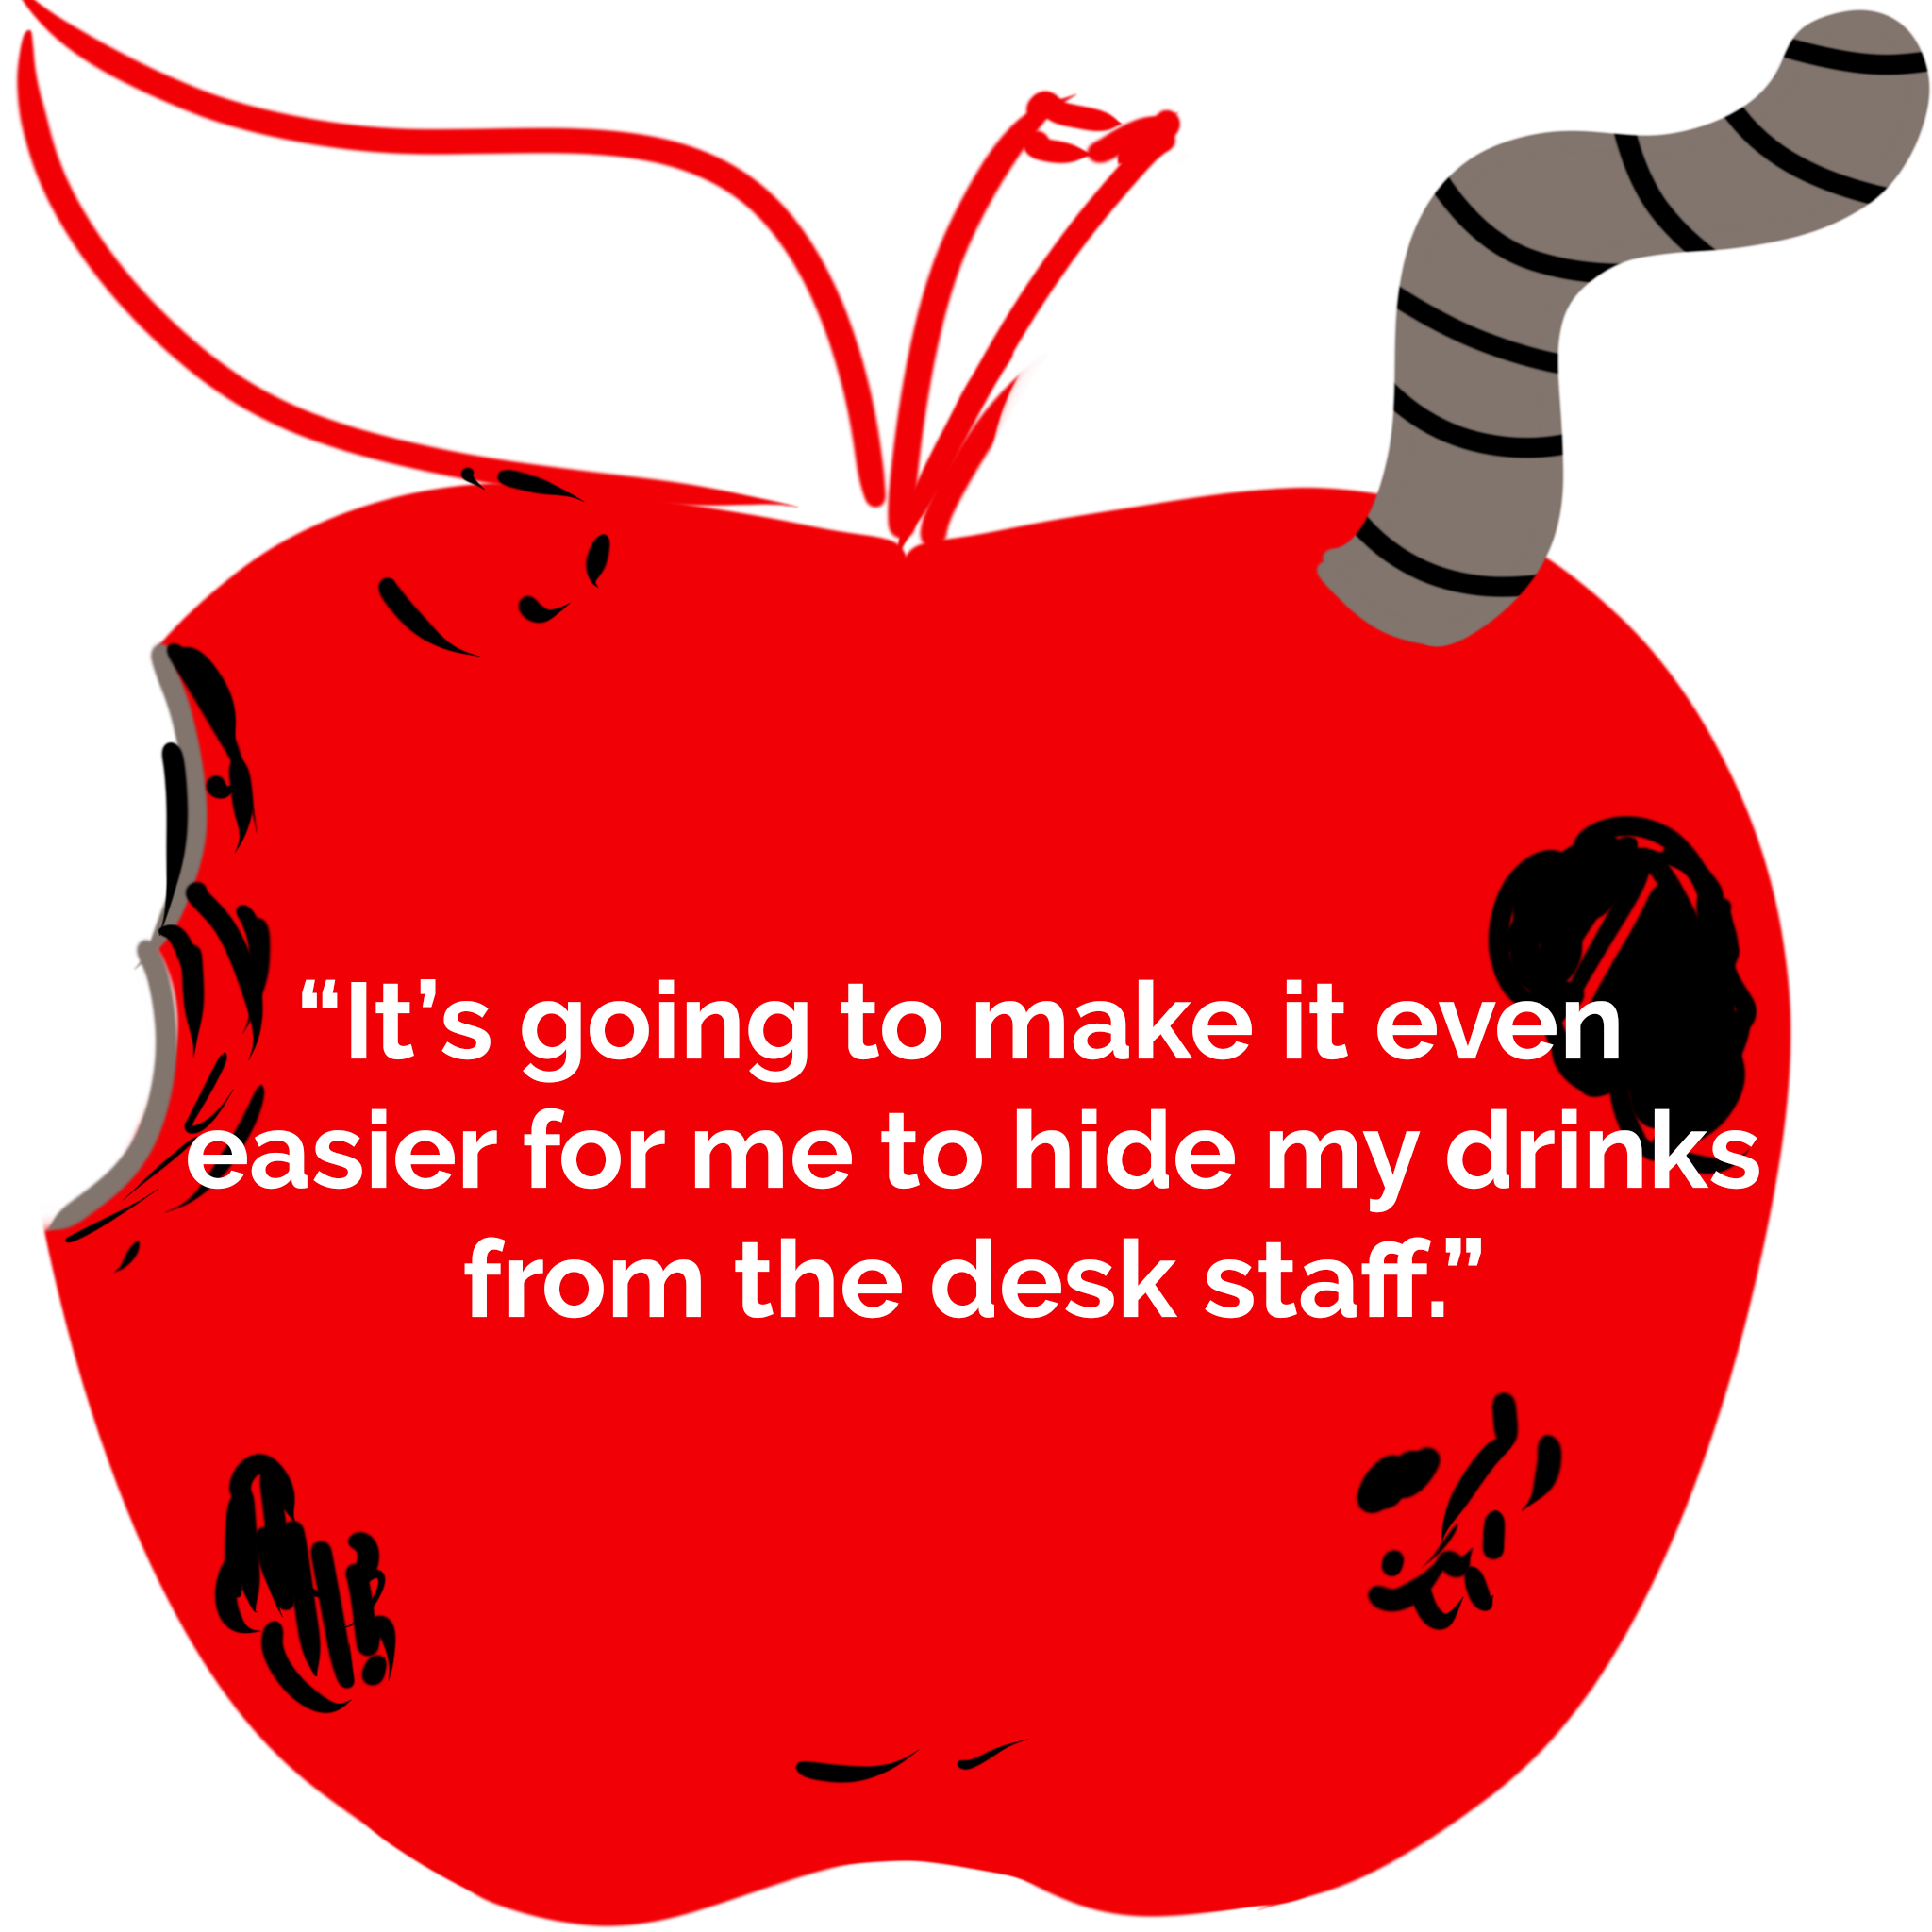 “It’s going to make it even
easier for me to hide my drinks
from the desk staff.”